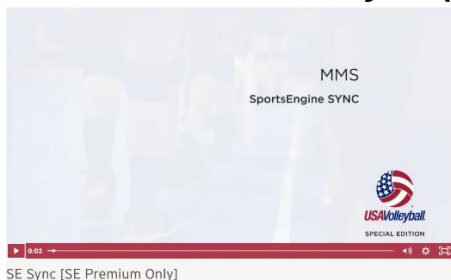 MMS
SportsEngine SYNC
USAVolleyball.
SPECIAL EDITION
0:02
SE Sync [SE Premium Only]